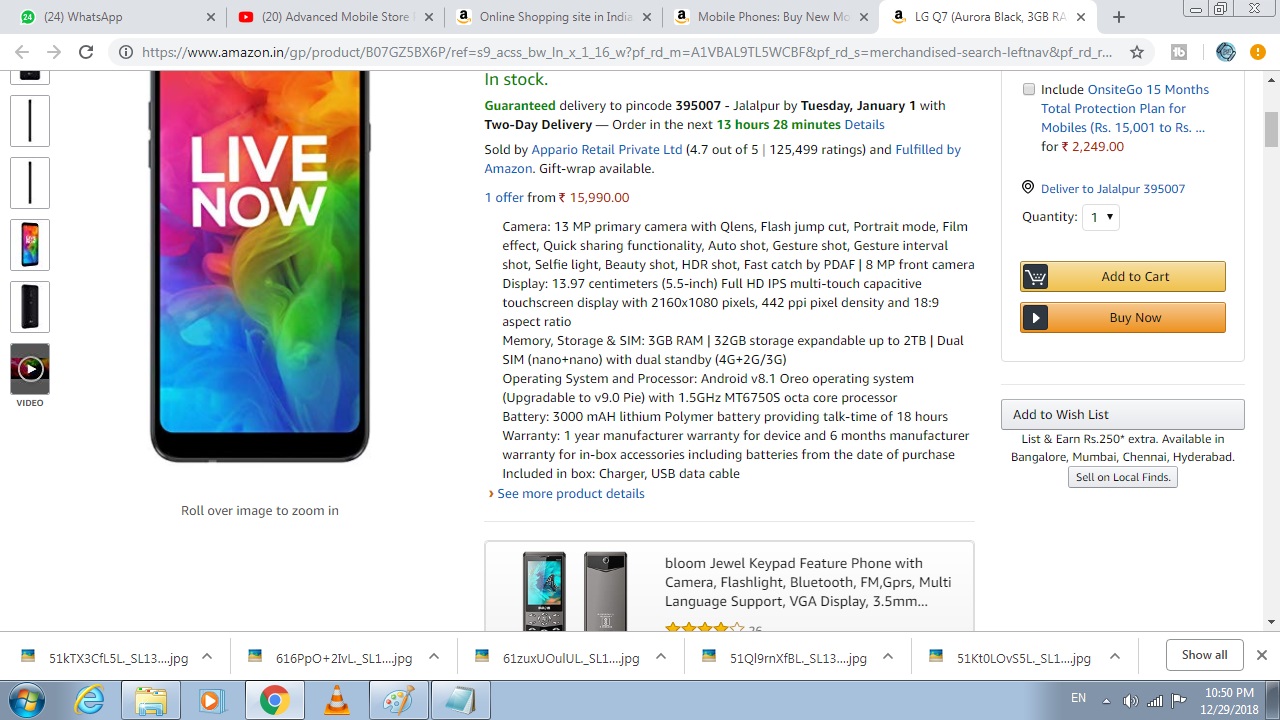 (24) WhatsApp
(20) Advanced Mobile Store
Online Shopping site in India
Mobile Phones: Buy New Mo
LG Q7 (Aurora Black, 3GB RA
https://www.amazon.in/gp/product/B07GZ5BX6P/ref=s9_acss_bw_ln_x_1_16_w?pf_rd_m=A1VBAL9TL5WCBF&pf_rd_s=merchandised-search-leftnav&pf_rd_r...
LIVE
NOW
VIDEO
Roll over image to zoom in
In stock.
Guaranteed delivery to pincode 395007 - Jalalpur by Tuesday, January 1 with
Two-Day Delivery — Order in the next 13 hours 28 minutes Details
Sold by Appario Retail Private Ltd (4.7 out of 5 | 125,499 ratings) and Fulfilled by
Amazon. Gift-wrap available.
1 offer from ₹ 15,990.00
Camera: 13 MP primary camera with Qlens, Flash jump cut, Portrait mode, Film
effect, Quick sharing functionality, Auto shot, Gesture shot, Gesture interval
shot, Selfie light, Beauty shot, HDR shot, Fast catch by PDAF | 8 MP front camera
Display: 13.97 centimeters (5.5-inch) Full HD IPS multi-touch capacitive
touchscreen display with 2160x1080 pixels, 442 ppi pixel density and 18:9
aspect ratio
Memory, Storage & SIM: 3GB RAM | 32GB storage expandable up to 2TB | Dual
SIM (nano+nano) with dual standby (4G+2G/3G)
Operating System and Processor: Android v8.1 Oreo operating system
(Upgradable to v9.0 Pie) with 1.5GHz MT6750S octa core processor
Battery: 3000 mAH lithium Polymer battery providing talk-time of 18 hours
Warranty: 1 year manufacturer warranty for device and 6 months manufacturer
warranty for in-box accessories including batteries from the date of purchase
Included in box: Charger, USB data cable
› See more product details
bloom Jewel Keypad Feature Phone with
Camera, Flashlight, Bluetooth, FM,Gprs, Multi
Language Support, VGA Display, 3.5mm...
26
Include OnsiteGo 15 Months
Total Protection Plan for
Mobiles (Rs. 15,001 to Rs. ...
for ₹ 2,249.00
Deliver to Jalalpur 395007
Quantity: 1
Add to Cart
Buy Now
Add to Wish List
List & Earn Rs.250* extra. Available in
Bangalore, Mumbai, Chennai, Hyderabad.
Sell on Local Finds.
51kTX3CfL5L._SL13....jpg
616PpO+2IvL._SL1....jpg
61zuxUOulUL._SL1....jpg
51Ql9rnXfBL._SL13....jpg
51Kt0LOvS5L._SL1....jpg
Show all
EN
10:50 PM
12/29/2018